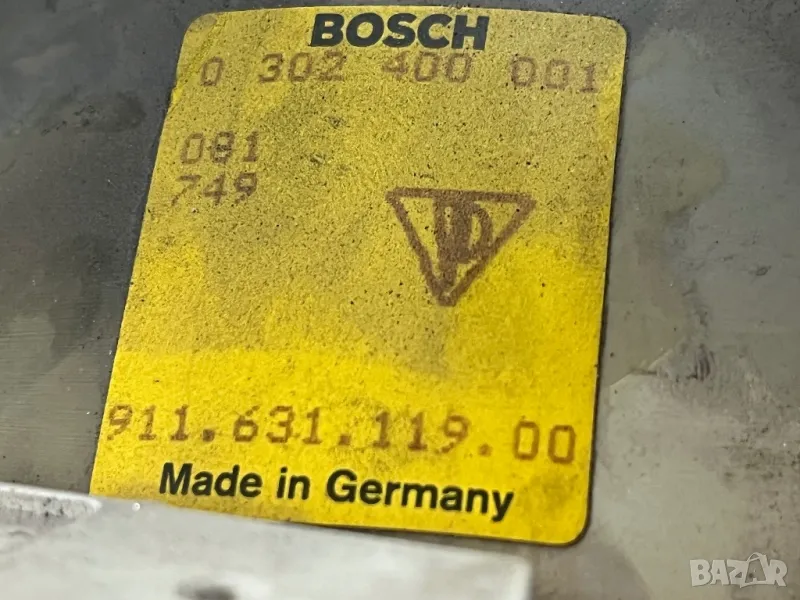 BOSCH
0 302 400 001
081
749
P
911.631.119.00
Made in Germany
BAZAR